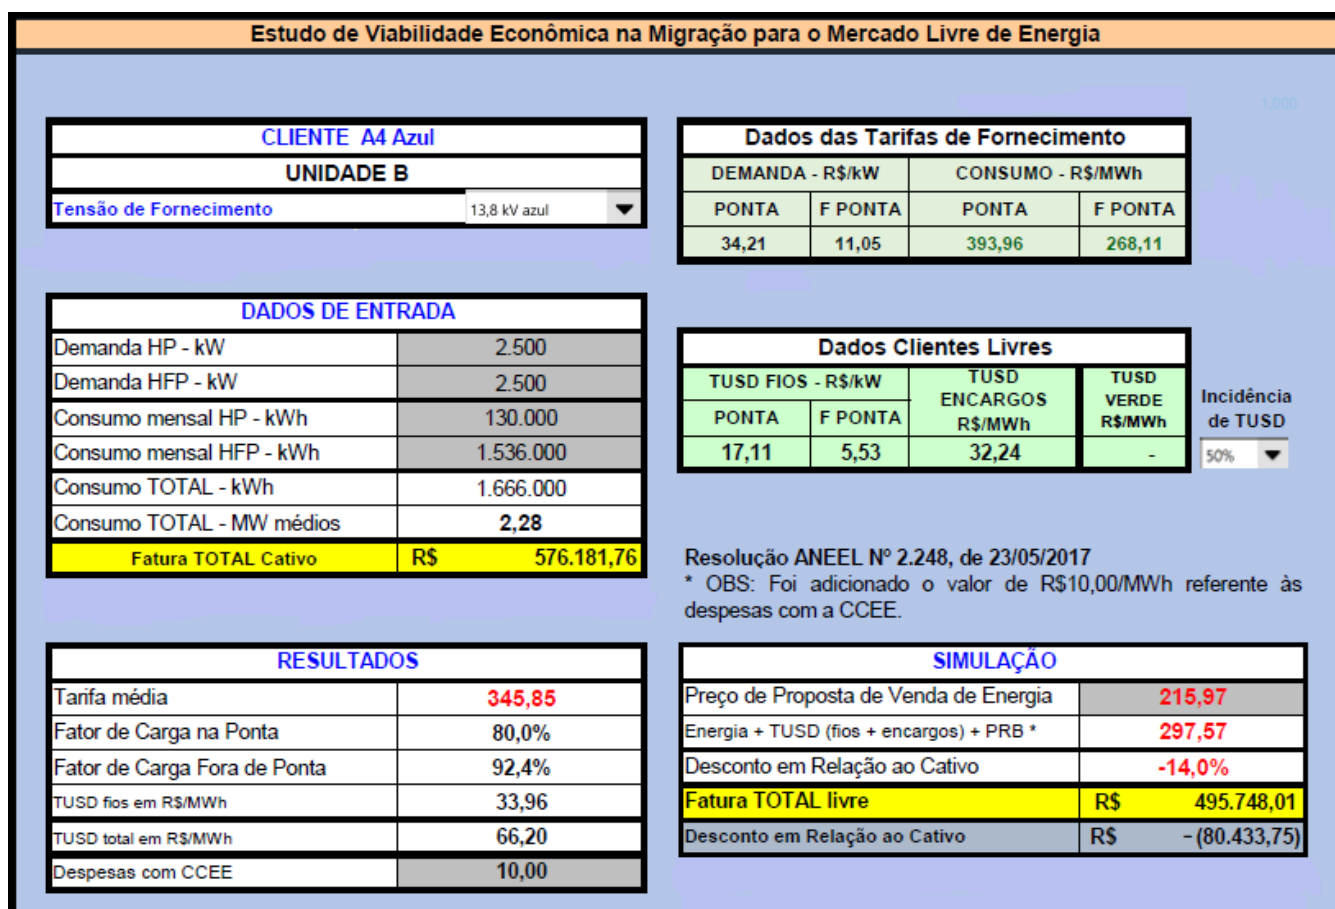 Estudo de Viabilidade Econômica na Migração para o Mercado Livre de Energia
1,000
CLIENTE A4 Azul
UNIDADE B
Tensão de Fornecimento 13,8 kV azul
Dados das Tarifas de Fornecimento
DEMANDA - R$/kW CONSUMO - R$/MWh
PONTA F PONTA PONTA F PONTA
34,21 11,05 393,96 268,11
DADOS DE ENTRADA
Demanda HP - kW 2.500
Demanda HFP - kW 2.500
Consumo mensal HP - kWh 130.000
Consumo mensal HFP - kWh 1.536.000
Consumo TOTAL - kWh 1.666.000
Consumo TOTAL - MW médios 2,28
Fatura TOTAL Cativo R$ 576.181,76
Dados Clientes Livres
TUSD FIOS - R$/kW TUSD ENCARGOS R$/MWh TUSD VERDE R$/MWh
PONTA F PONTA
17,11 5,53 32,24 -
Incidência
de TUSD
50%
Resolução ANEEL Nº 2.248, de 23/05/2017
* OBS: Foi adicionado o valor de R$10,00/MWh referente às
despesas com a CCEE.
RESULTADOS
Tarifa média 345,85
Fator de Carga na Ponta 80,0%
Fator de Carga Fora de Ponta 92,4%
TUSD fios em R$/MWh 33,96
TUSD total em R$/MWh 66,20
Despesas com CCEE 10,00
SIMULAÇÃO
Preço de Proposta de Venda de Energia 215,97
Energia + TUSD (fios + encargos) + PRB * 297,57
Desconto em Relação ao Cativo -14,0%
Fatura TOTAL livre R$ 495.748,01
Desconto em Relação ao Cativo R$ -(80.433,75)